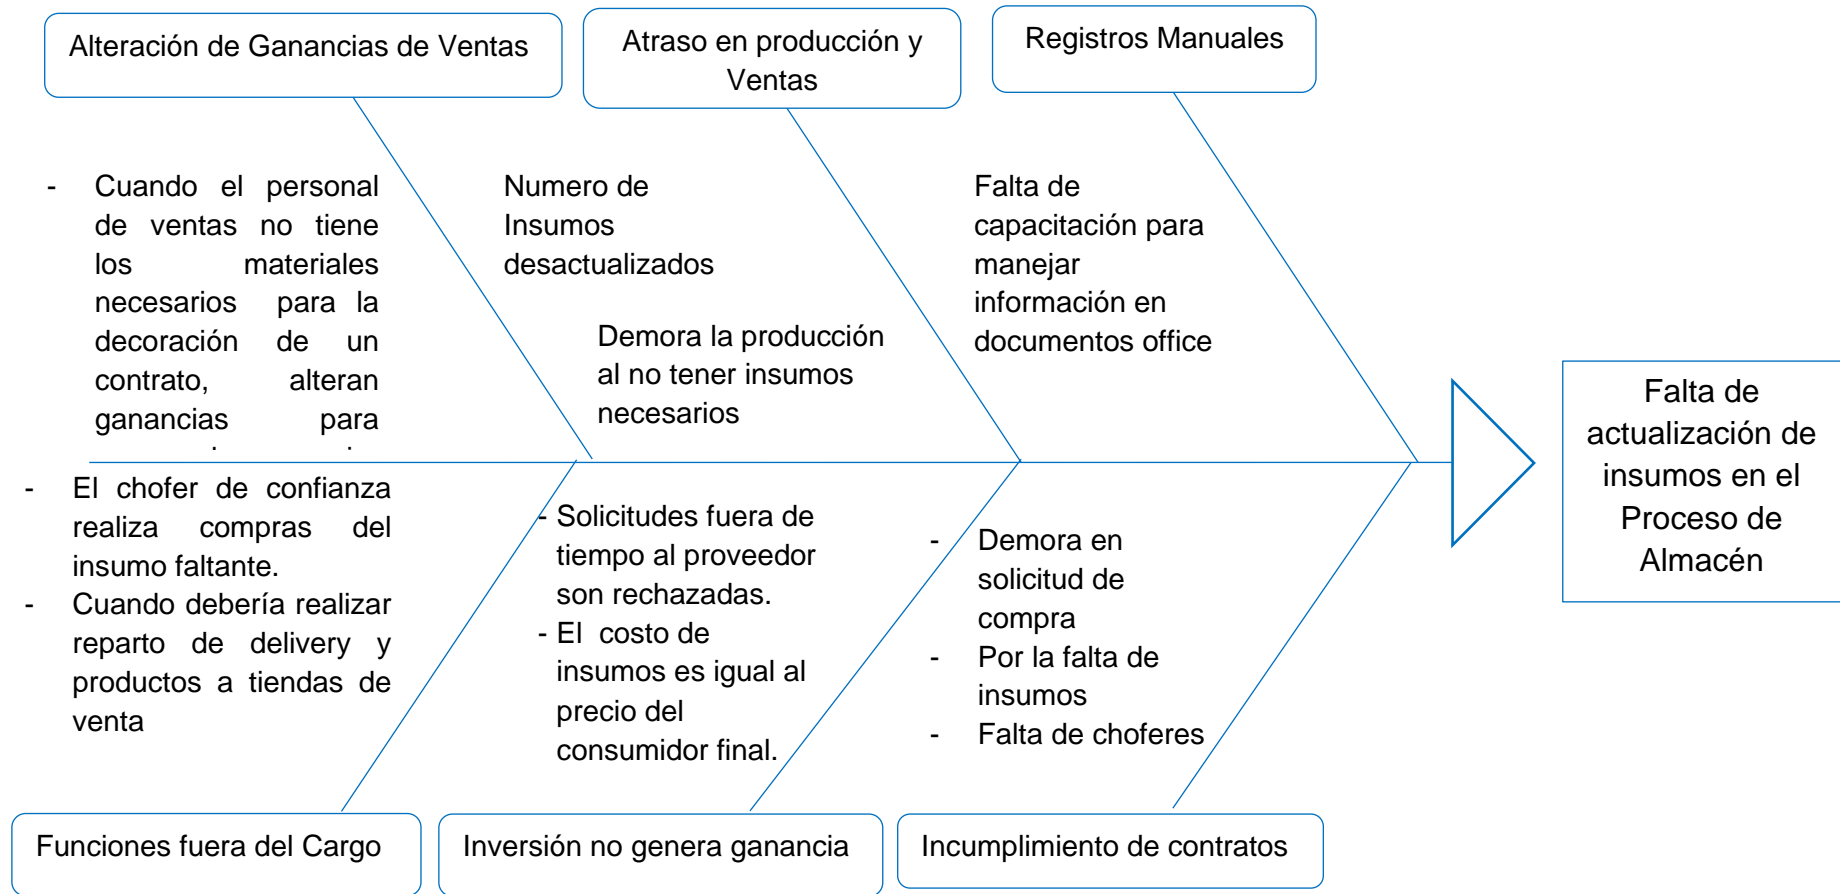 Alteración de Ganancias de Ventas
Atraso en producción y
Ventas
Registros Manuales
- Cuando el personal
de ventas no tiene
los materiales
necesarios para la
decoración de un
contrato, alteran
ganancias para
Numero de
Insumos
desactualizados
Demora la producción
al no tener insumos
necesarios
Falta de
capacitación para
manejar
información en
documentos office
Falta de
actualización de
insumos en el
Proceso de
Almacén
- El chofer de confianza
realiza compras del
insumo faltante.
- Cuando debería realizar
reparto de delivery y
productos a tiendas de
venta
- Solicitudes fuera de
tiempo al proveedor
son rechazadas.
- El costo de
insumos es igual al
precio del
consumidor final.
- Demora en
solicitud de
compra
- Por la falta de
insumos
- Falta de choferes
Funciones fuera del Cargo
Inversión no genera ganancia
Incumplimiento de contratos